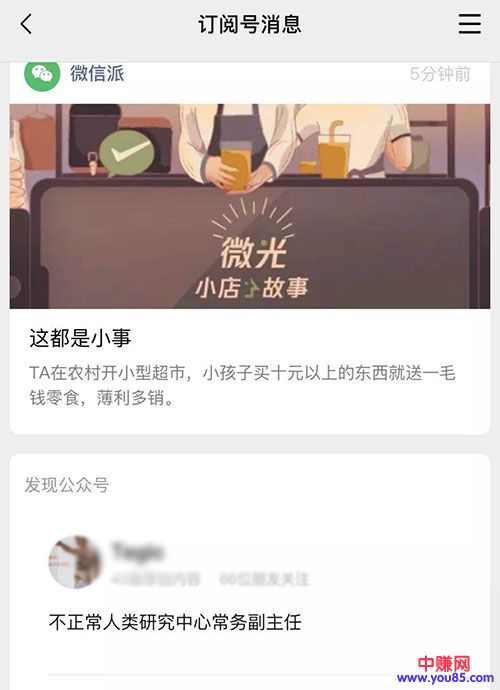 订阅号消息
微信派
5分钟前
微光
小店故事
这都是小事
TA在农村开小型超市，小孩子买十元以上的东西就送一毛
钱零食，薄利多销。
发现公众号
不正常人类研究中心常务副主任
中赚网
www.you85.com